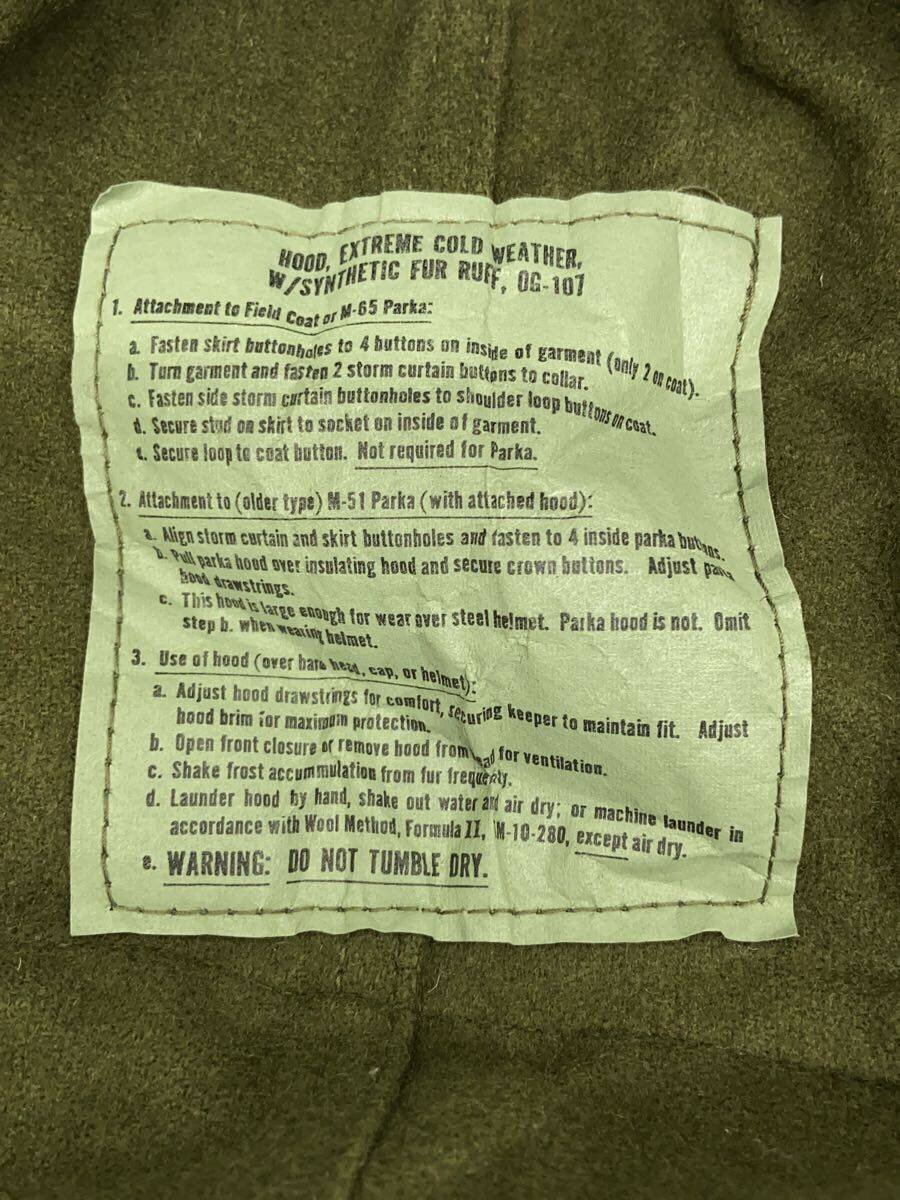 HOOD, EXTREME COLD WEATHER,
W/SYNTHETIC FUR RUFF, OG-107
1. Attachment to Field Coat or M-65 Parka:
a. Fasten skirt buttonholes to 4 buttons on inside of garment (only 2 on coat).
b. Turn garment and fasten 2 storm curtain buttons to collar.
c. Fasten side storm curtain buttonholes to shoulder loop buttons on coat.
d. Secure stud on skirt to socket on inside of garment.
e. Secure loop to coat button. Not required for Parka.
2. Attachment to (older type) M-51 Parka (with attached hood):
a. Align storm curtain and skirt buttonholes and fasten to 4 inside parka buttons.
b. Pull parka hood over insulating hood and secure crown buttons. Adjust parka
hood drawstrings.
c. This hood is large enough for wear over steel helmet. Parka hood is not. Omit
step b. when wearing helmet.
3. Use of hood (over bare head, cap, or helmet):
a. Adjust hood drawstrings for comfort, securing keeper to maintain fit. Adjust
hood brim for maximum protection.
b. Open front closure or remove hood from head for ventilation.
c. Shake frost accummulation from fur frequently.
d. Launder hood by hand, shake out water and air dry; or machine launder in
accordance with Wool Method, Formula II, M-10-280, except air dry.
e. WARNING: DO NOT TUMBLE DRY.